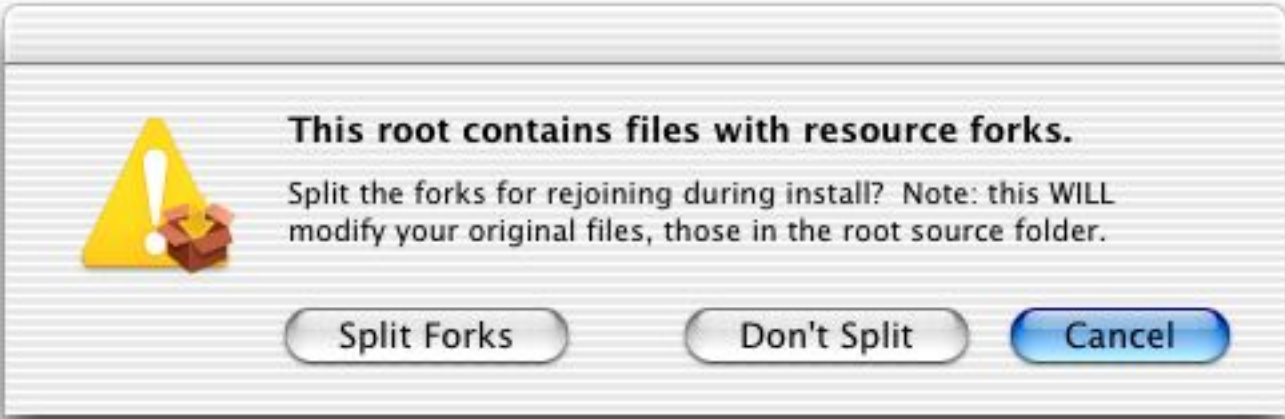 This root contains files with resource forks.
Split the forks for rejoining during install?  Note: this WILL
modify your original files, those in the root source folder.
Split Forks
Don't Split
Cancel